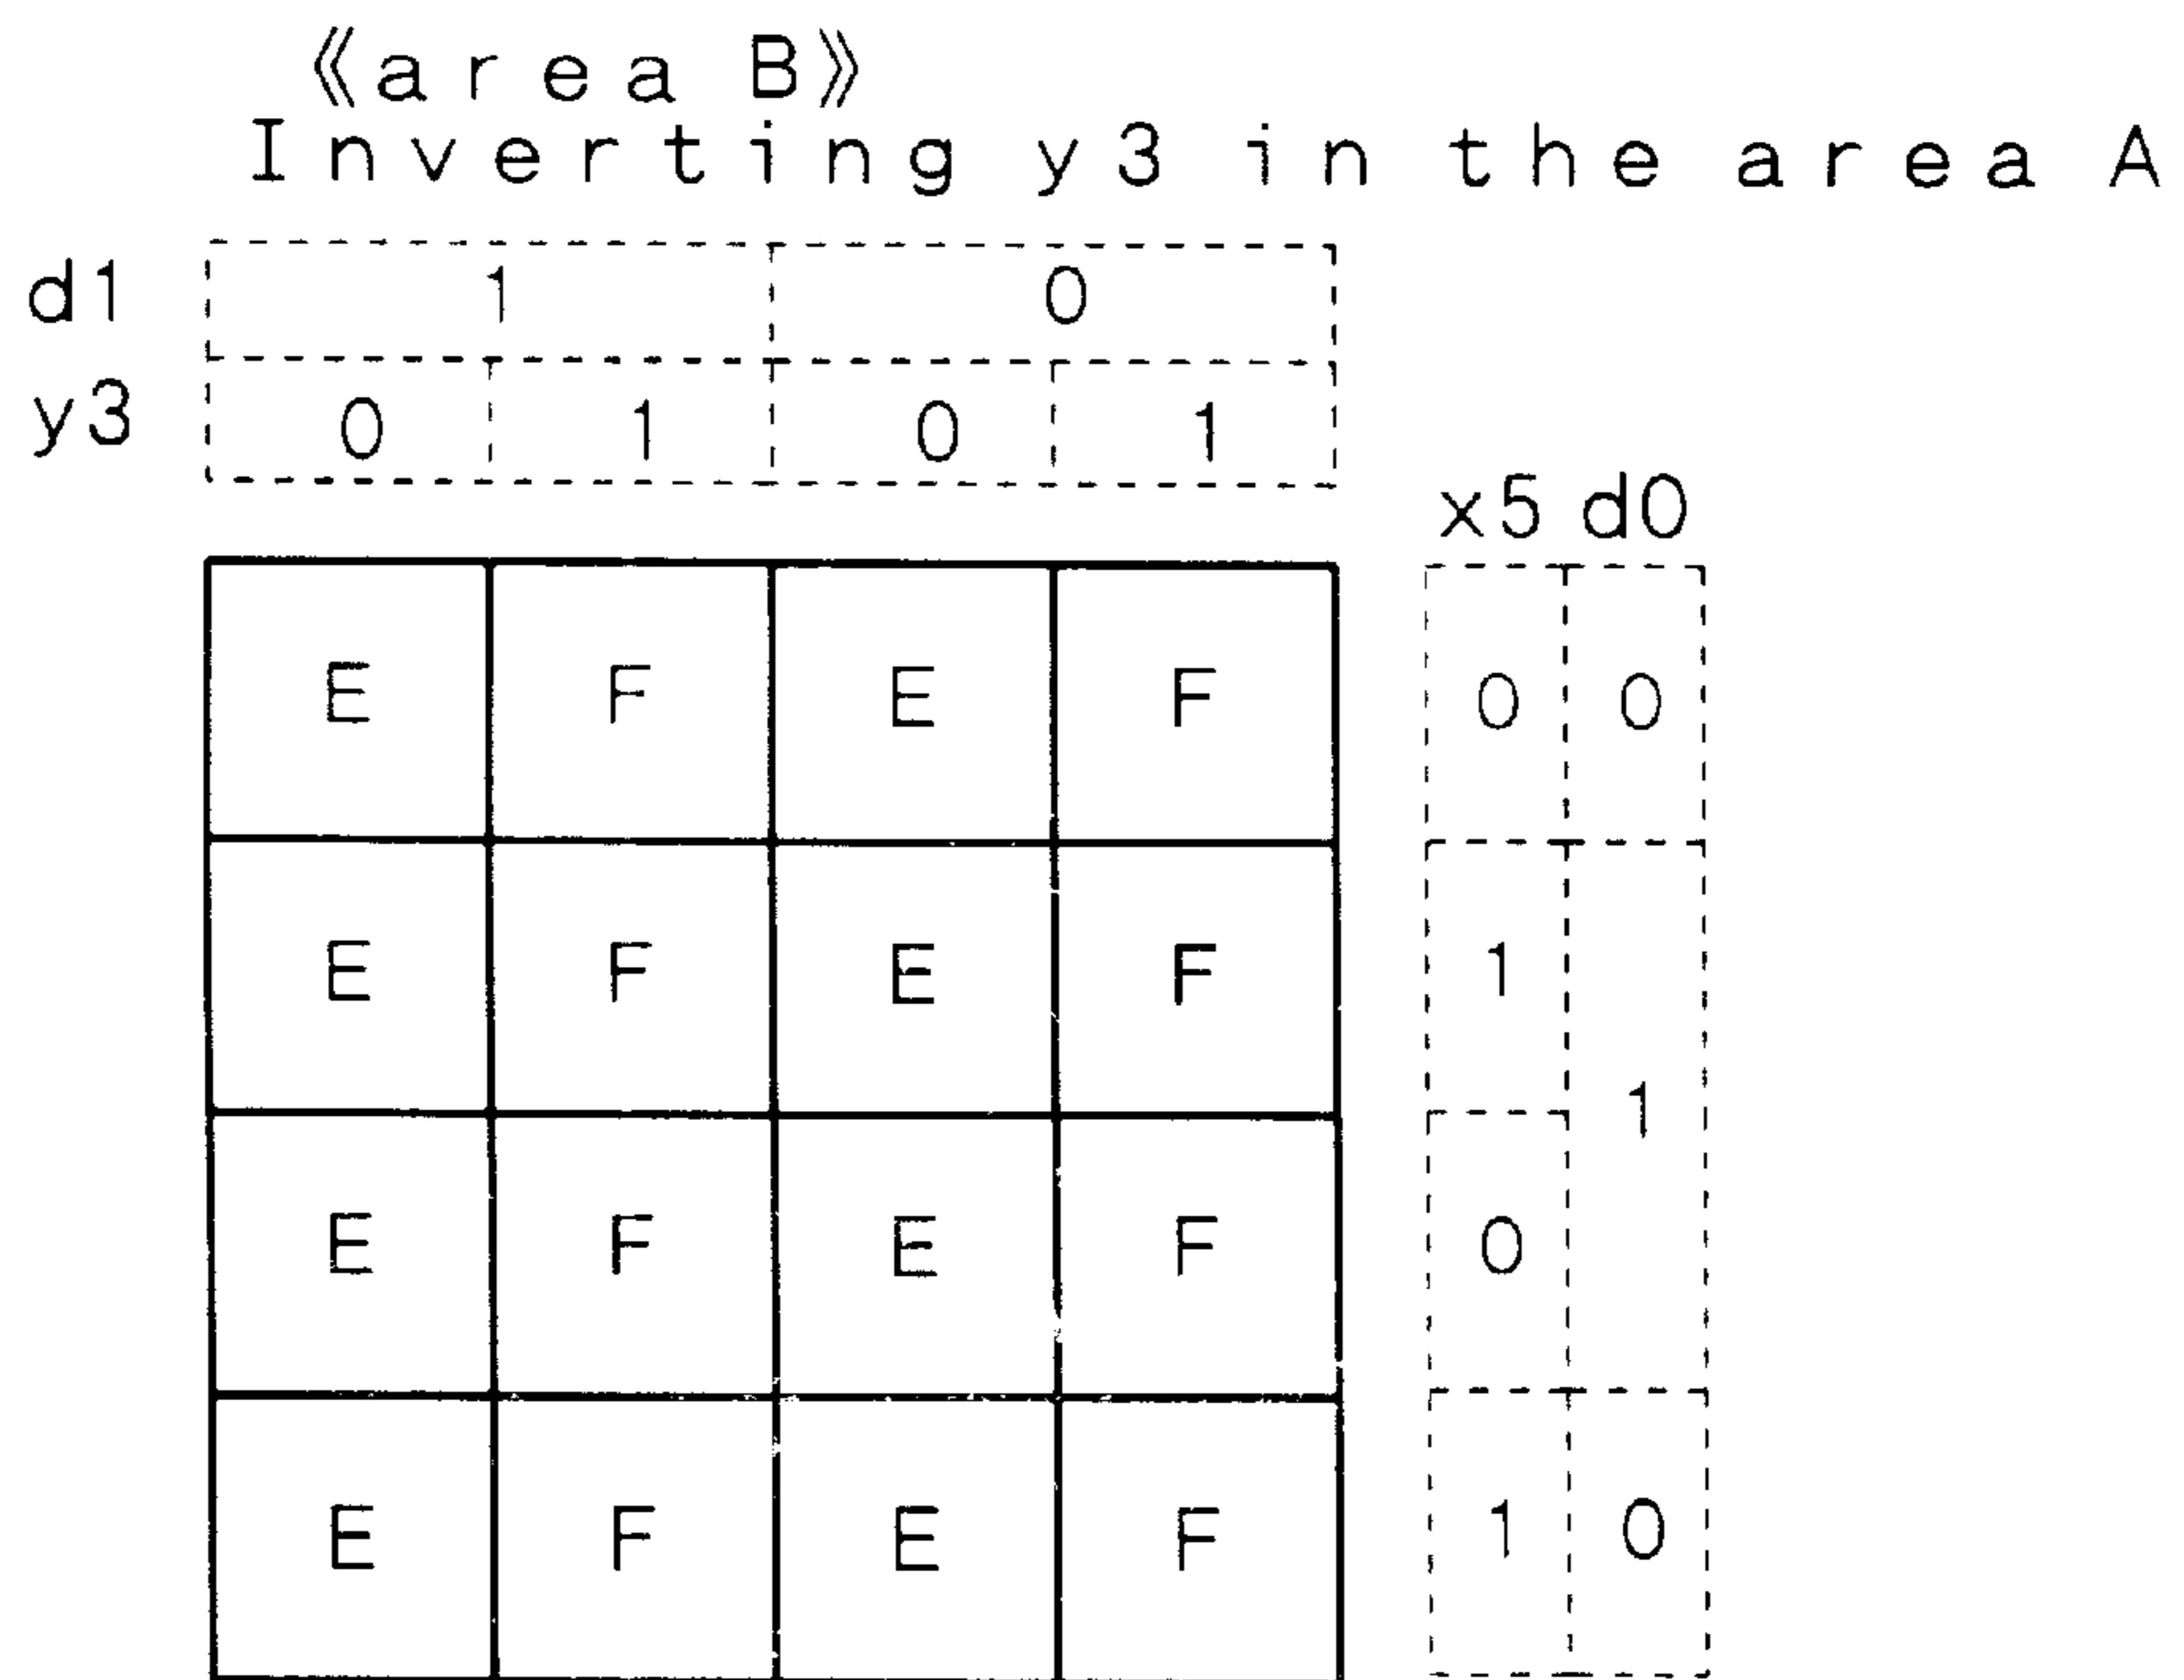 《area B》
Inverting y3 in the area A
d1 1 0
y3 0 1 0 1
x5 d0
E F E F 0 0
E F E F 1
1
E F E F 0
E F E F 1 0